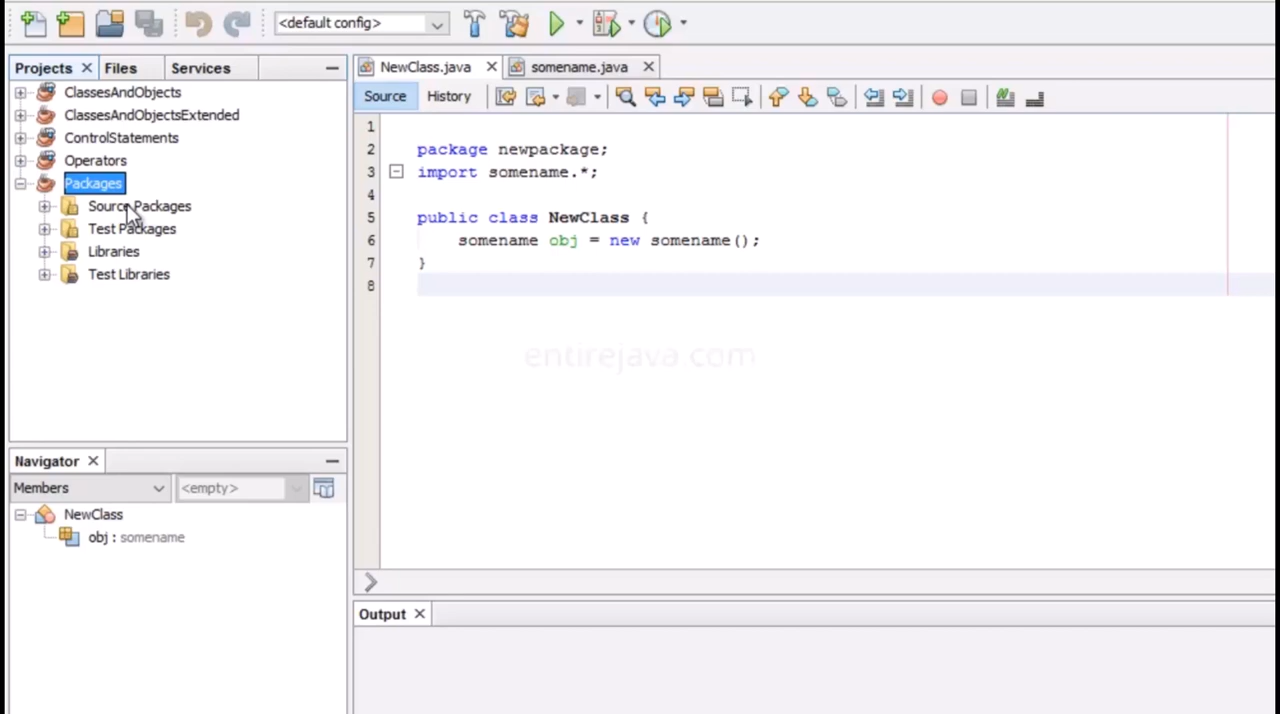 <default config>
Projects Files Services
NewClass.java somename.java
Source History
ClassesAndObjects
ClassesAndObjectsExtended
ControlStatements
Operators
Packages
Source Packages
Test Packages
Libraries
Test Libraries
1
2 package newpackage;
3 import somename.*;
4
5 public class NewClass {
6 somename obj = new somename();
7 }
8
entirejava.com
Navigator
Members <empty>
NewClass
obj : somename
Output